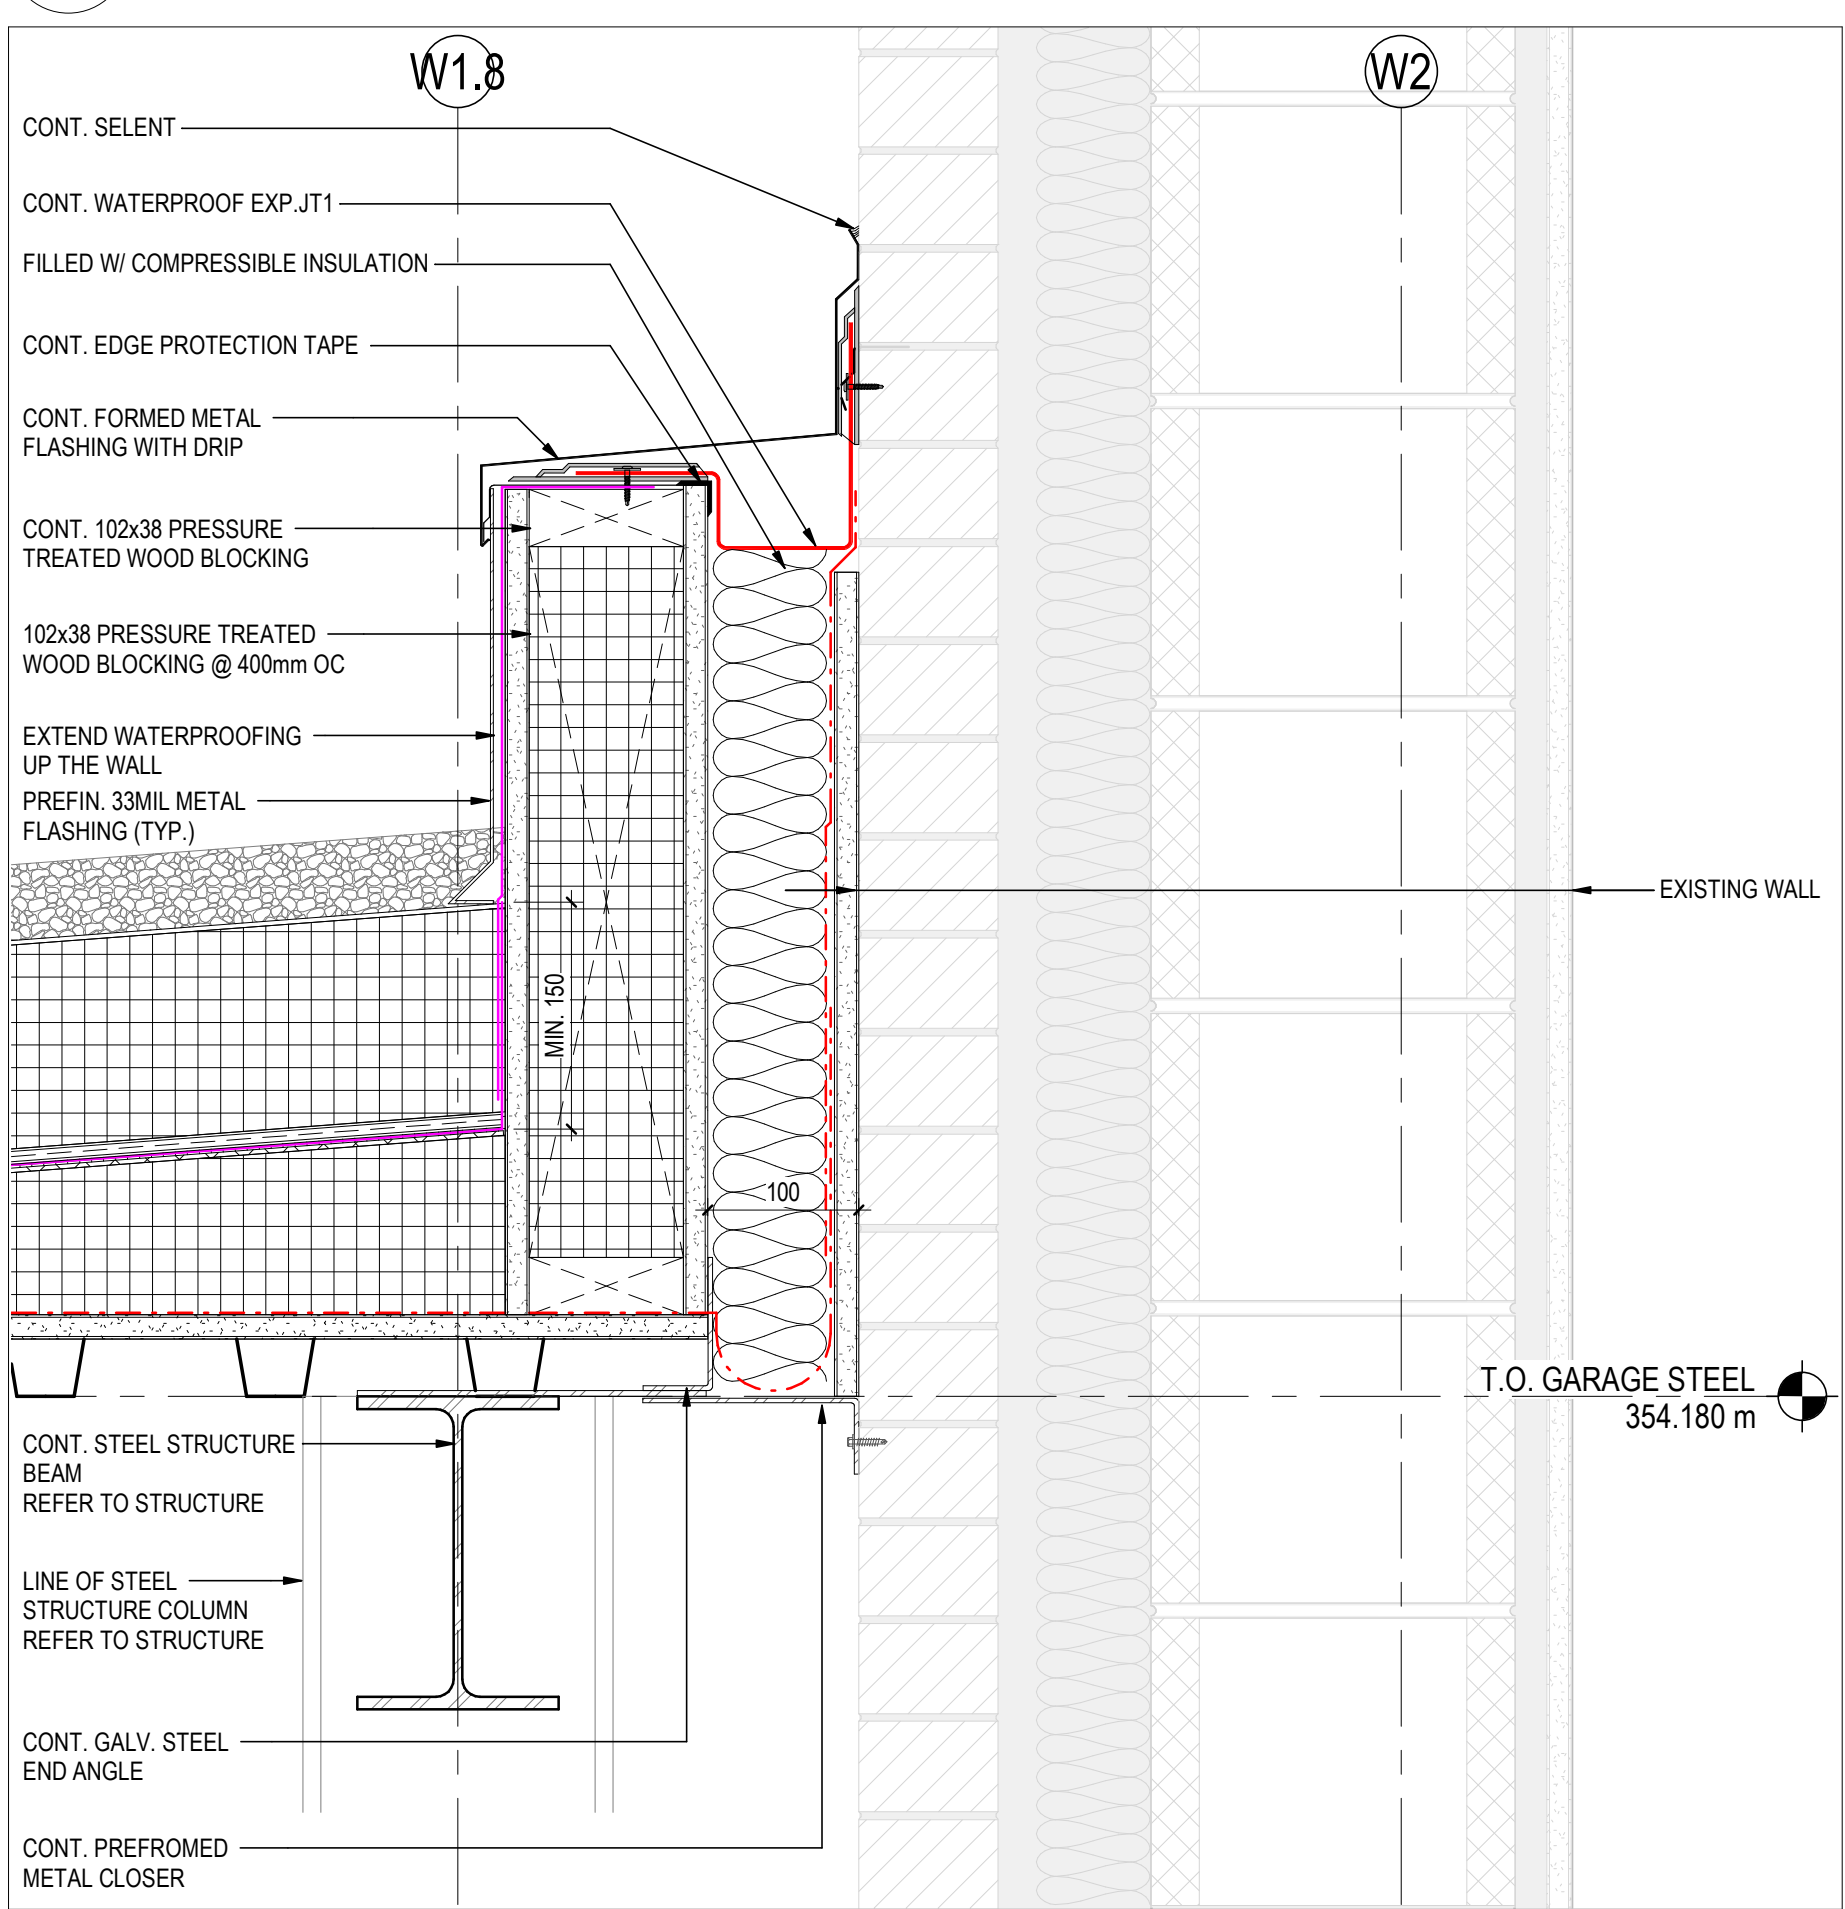 W1.8
W2
CONT. SELENT
CONT. WATERPROOF EXP.JT1
FILLED W/ COMPRESSIBLE INSULATION
CONT. EDGE PROTECTION TAPE
CONT. FORMED METAL
FLASHING WITH DRIP
CONT. 102x38 PRESSURE
TREATED WOOD BLOCKING
102x38 PRESSURE TREATED
WOOD BLOCKING @ 400mm OC
EXTEND WATERPROOFING
UP THE WALL
PREFIN. 33MIL METAL
FLASHING (TYP.)
EXISTING WALL
MIN. 150
100
T.O. GARAGE STEEL
354.180 m
CONT. STEEL STRUCTURE
BEAM
REFER TO STRUCTURE
LINE OF STEEL
STRUCTURE COLUMN
REFER TO STRUCTURE
CONT. GALV. STEEL
END ANGLE
CONT. PREFROMED
METAL CLOSER